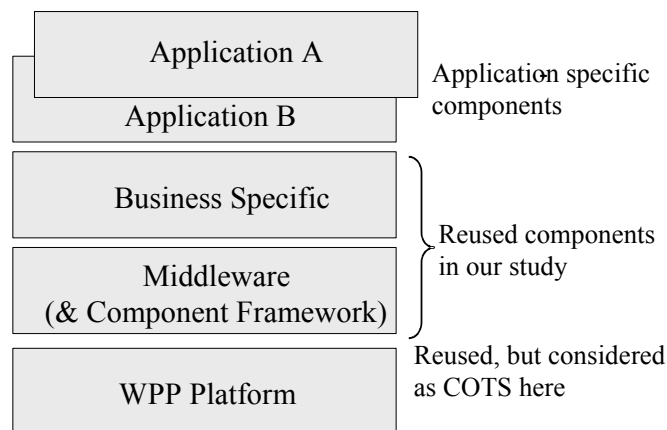 Application A
Application B
Application specific
components
Business Specific
Middleware
(& Component Framework)
Reused components
in our study
WPP Platform
Reused, but considered
as COTS here